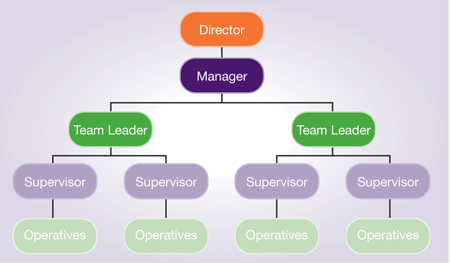 Director
Manager
Team Leader
Team Leader
Supervisor
Supervisor
Supervisor
Supervisor
Operatives
Operatives
Operatives
Operatives